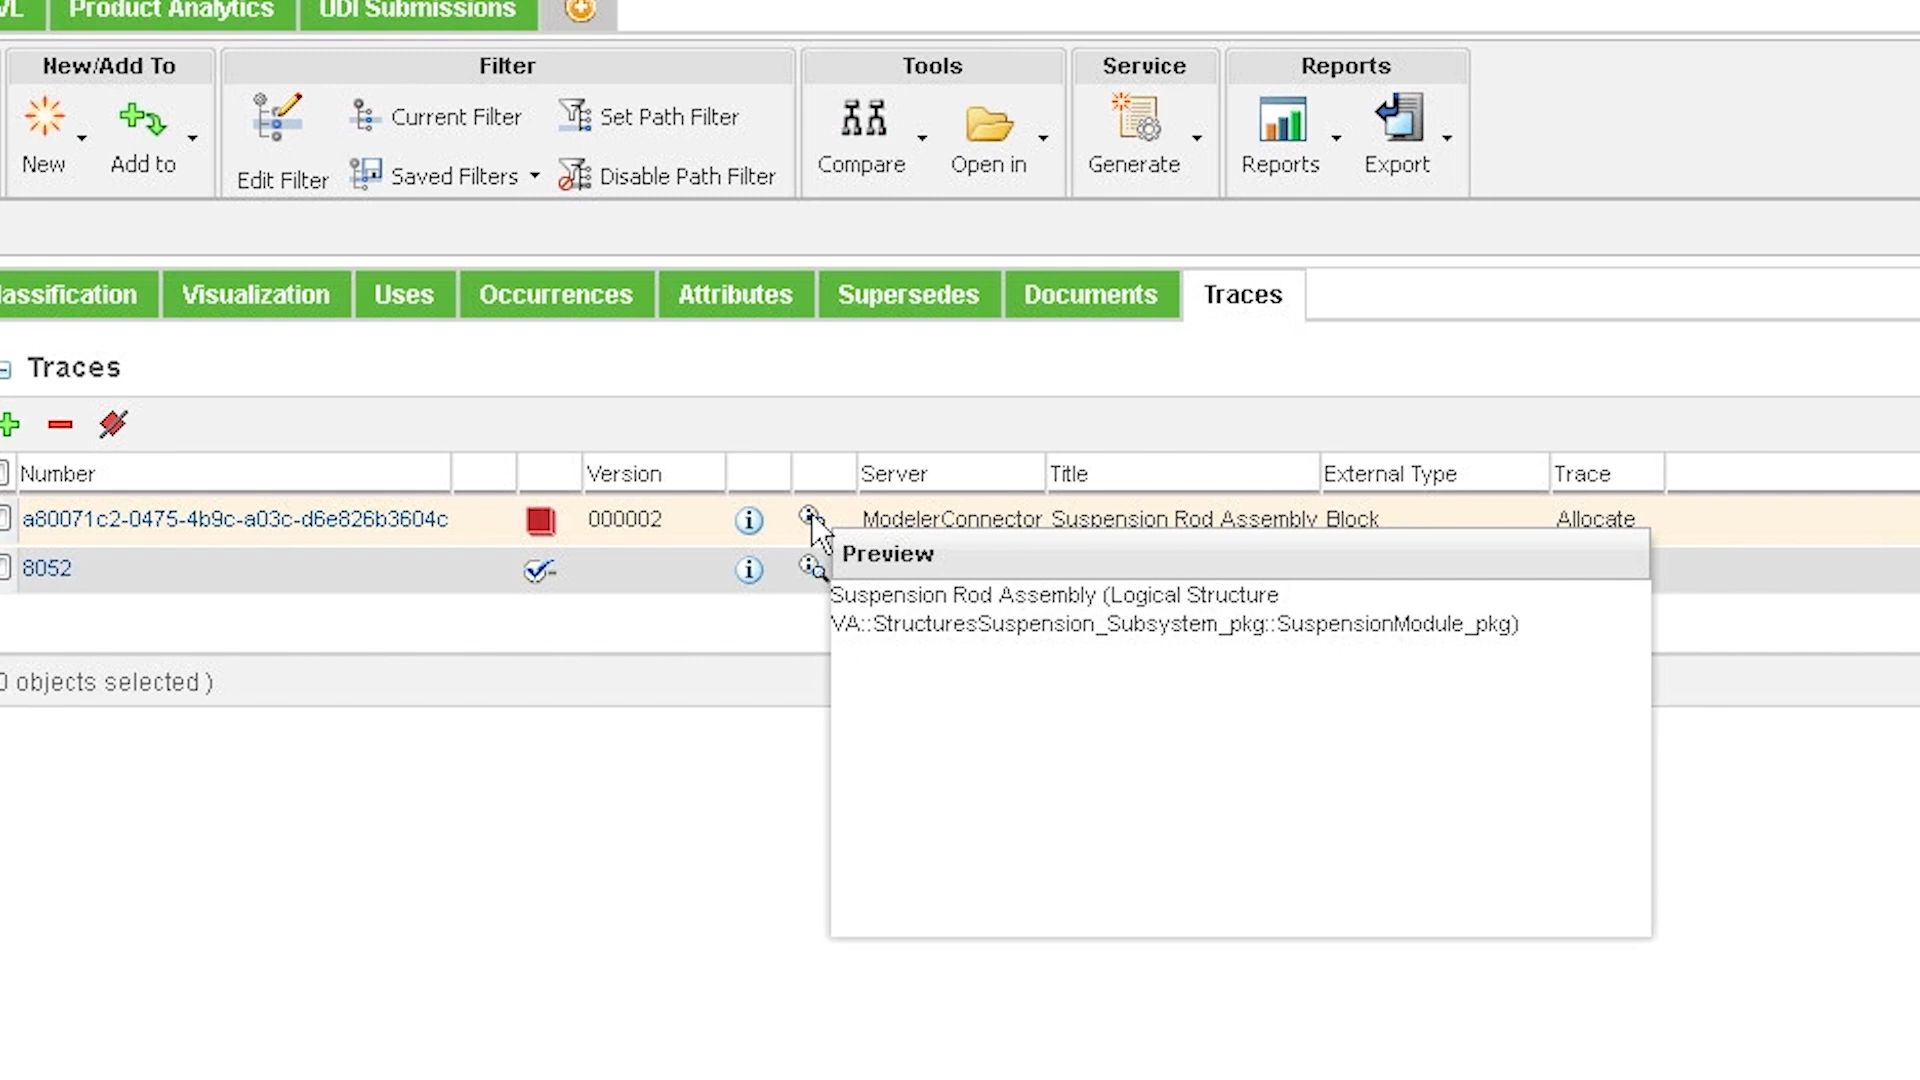 VL Product Analytics UDI Submissions
New/Add To Filter Tools Service Reports
Current Filter Set Path Filter
New Add to Compare Open in Generate Reports Export
Edit Filter Saved Filters Disable Path Filter
lassification Visualization Uses Occurrences Attributes Supersedes Documents Traces
Traces
Number Version Server Title External Type Trace
a80071c2-0475-4b9c-a03c-d6e826b3604c 000002 ModelerConnector Suspension Rod Assembly Block Allocate
Preview
8052
Suspension Rod Assembly (Logical Structure
VA::StructuresSuspension_Subsystem_pkg::SuspensionModule_pkg)
0 objects selected )